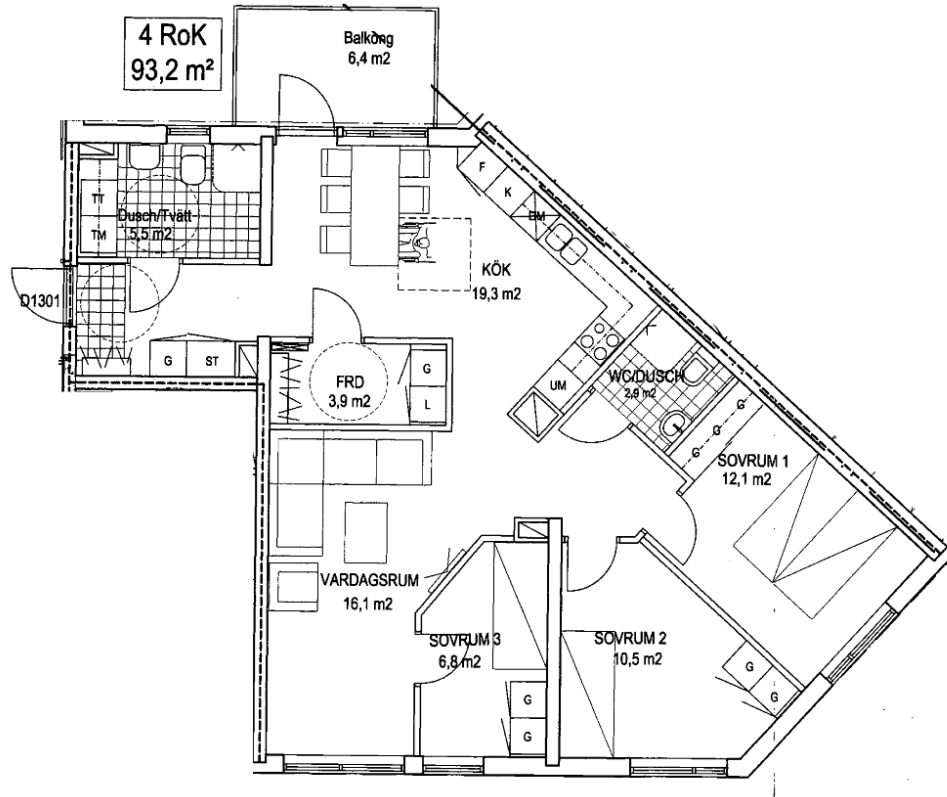 4 RoK
93,2 m²
Balkong
6,4 m2
TT
TM
Dusch/Tvätt
5,5 m2
F
K
BM
KÖK
19,3 m2
D1301
G
ST
FRD
3,9 m2
G
L
UM
WC/DUSCH
2,9 m2
G
G
G
SOVRUM 1
12,1 m2
VARDAGSRUM
16,1 m2
SOVRUM 3
6,8 m2
SOVRUM 2
10,5 m2
G
G
G
G